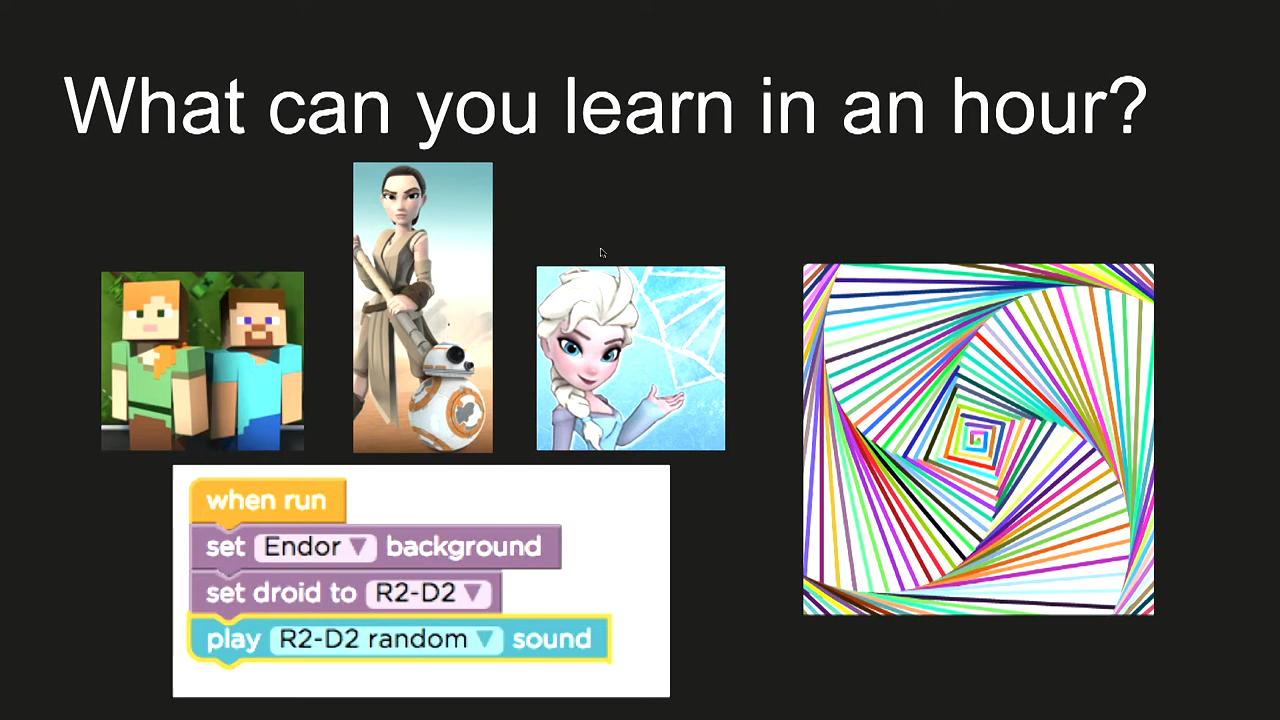 What can you learn in an hour?
when run
set Endor ▼ background
set droid to R2-D2 ▼
play R2-D2 random ▼ sound